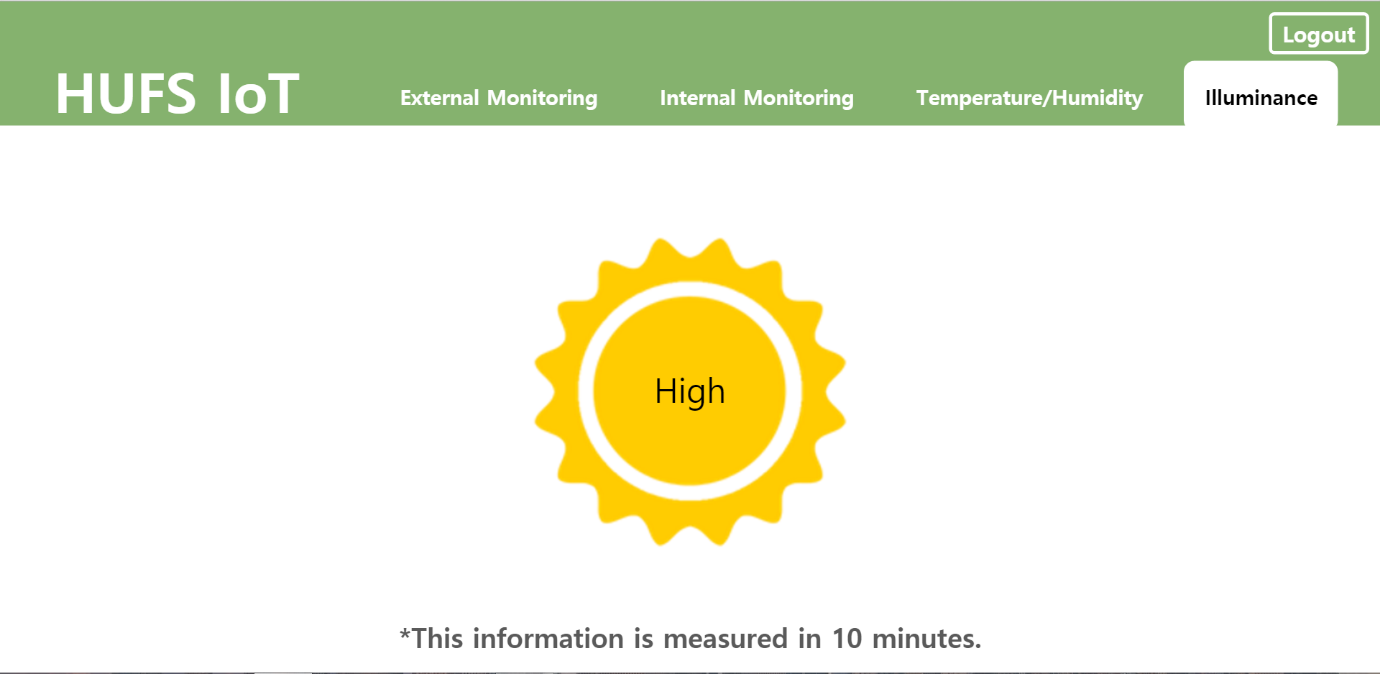 Logout
HUFS IoT
External Monitoring
Internal Monitoring
Temperature/Humidity
Illuminance
High
*This information is measured in 10 minutes.